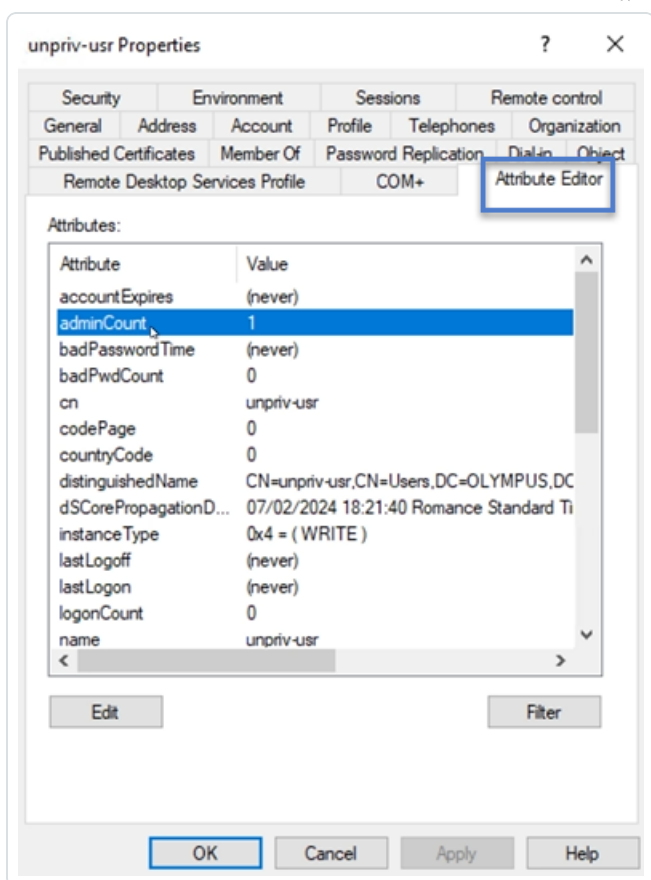 unpriv-usr Properties ? ×
Security Environment Sessions Remote control
General Address Account Profile Telephones Organization
Published Certificates Member Of Password Replication Dial-in Object
Remote Desktop Services Profile COM+ Attribute Editor
Attributes:
Attribute Value
accountExpires (never)
adminCount 1
badPasswordTime (never)
badPwdCount 0
cn unpriv-usr
codePage 0
countryCode 0
distinguishedName CN=unpriv-usr,CN=Users,DC=OLYMPUS,DC
dSCorePropagationD... 07/02/2024 18:21:40 Romance Standard Ti
instanceType 0x4 = ( WRITE )
lastLogoff (never)
lastLogon (never)
logonCount 0
name unpriv-usr
Edit Filter
OK Cancel Apply Help